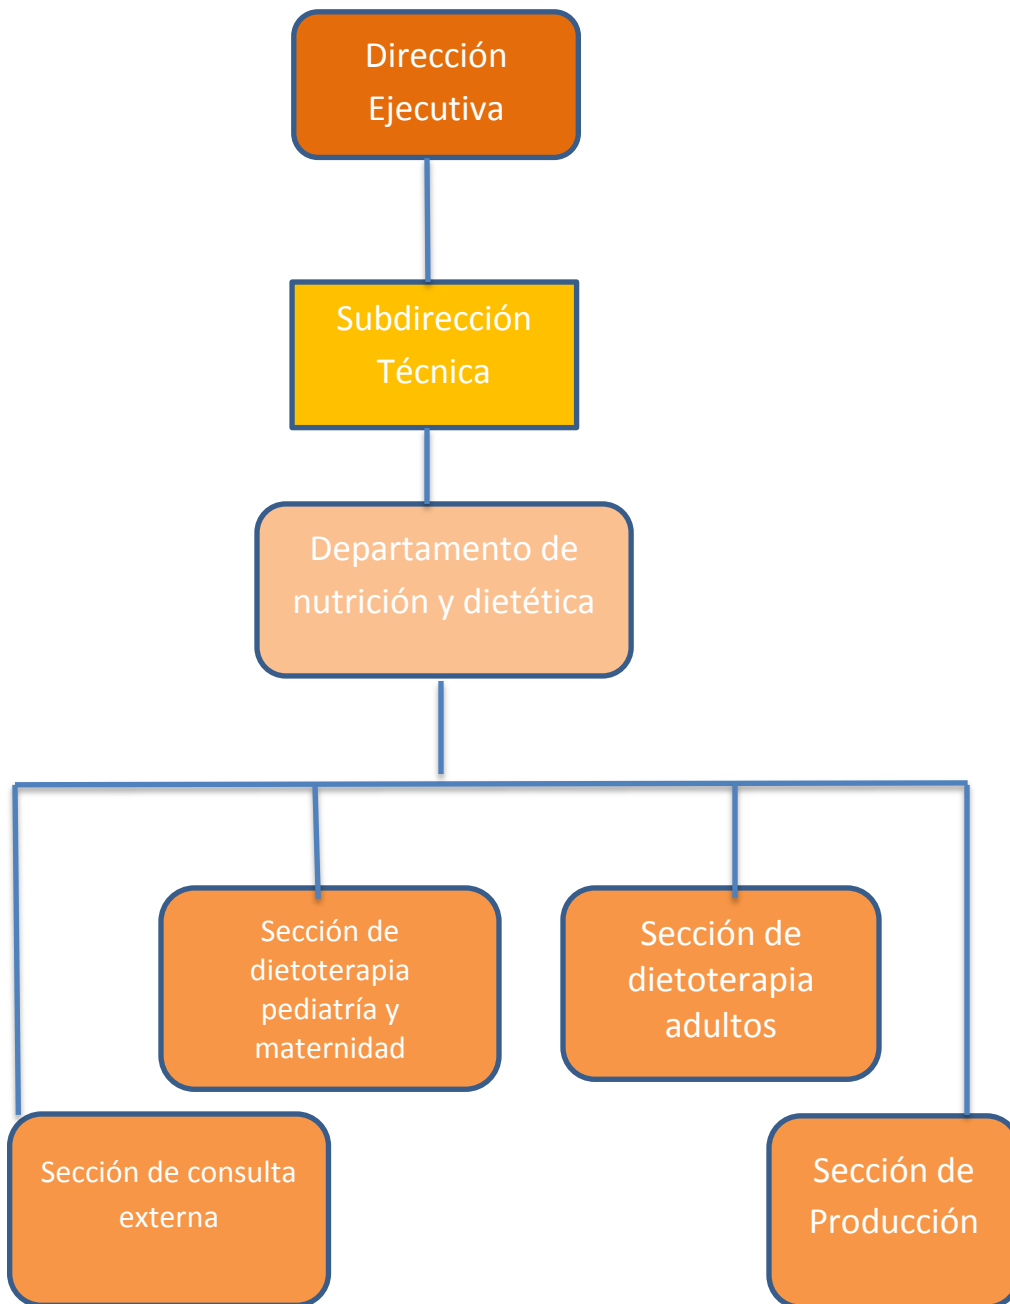 Dirección
Ejecutiva
Subdirección
Técnica
Departamento de
nutrición y dietética
Sección de
dietoterapia
pediatría y
maternidad
Sección de
dietoterapia
adultos
Sección de consulta
externa
Sección de
Producción